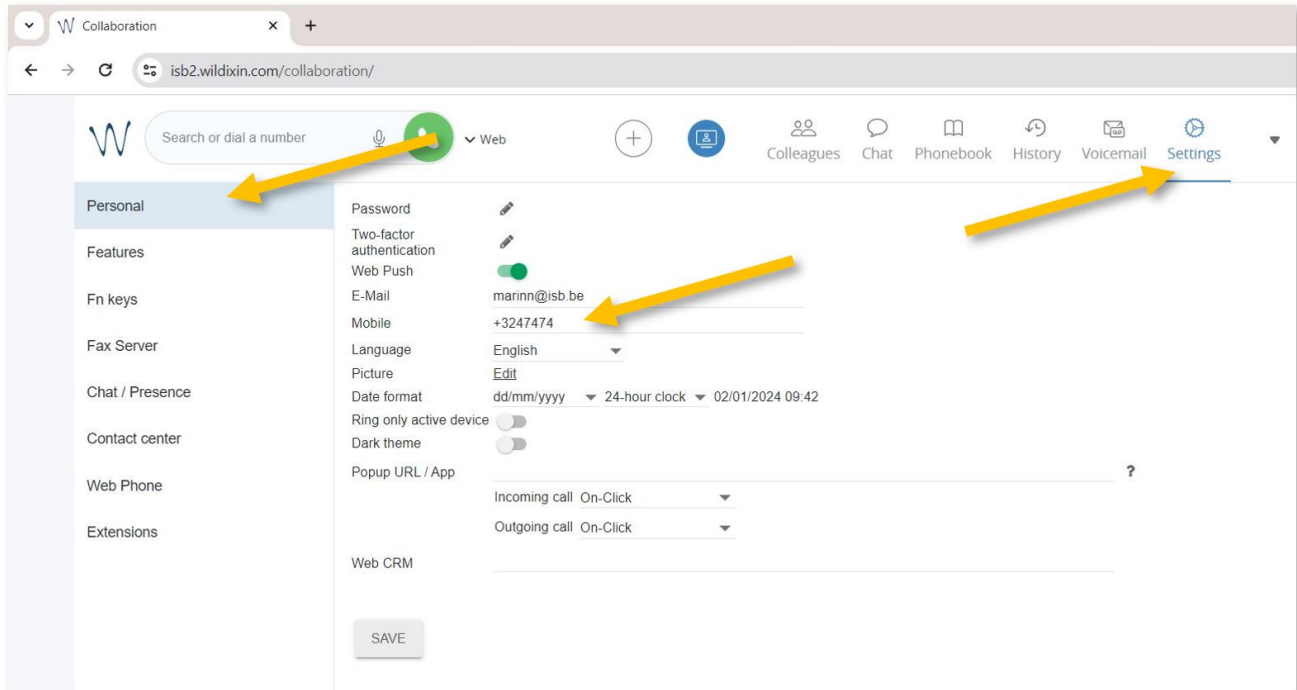 Collaboration
isb2.wildixin.com/collaboration/
Search or dial a number
Web
Colleagues
Chat
Phonebook
History
Voicemail
Settings
Personal
Features
Fn keys
Fax Server
Chat / Presence
Contact center
Web Phone
Extensions
Password
Two-factor
authentication
Web Push
E-Mail marinn@isb.be
Mobile +3247474
Language English
Picture Edit
Date format dd/mm/yyyy 24-hour clock 02/01/2024 09:42
Ring only active device
Dark theme
Popup URL / App ?
Incoming call On-Click
Outgoing call On-Click
Web CRM
SAVE